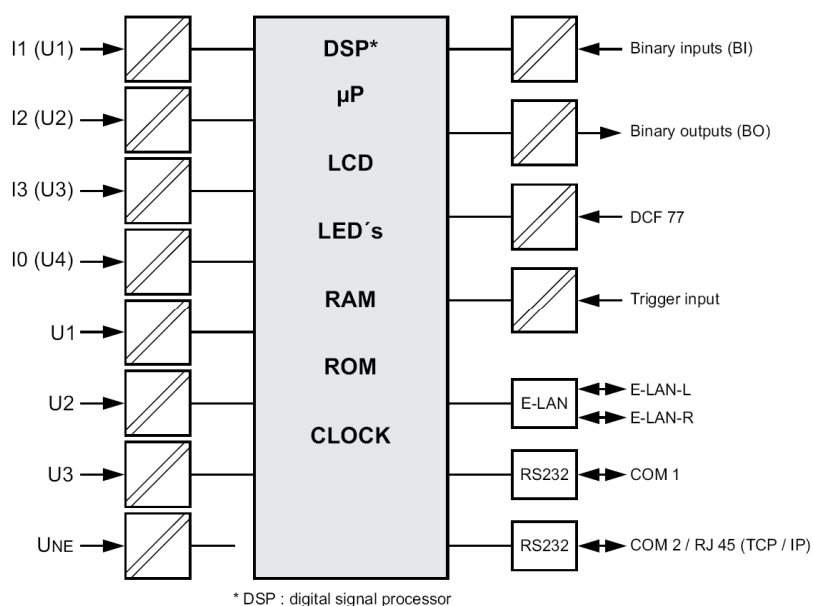 I1 (U1)
I2 (U2)
I3 (U3)
I0 (U4)
U1
U2
U3
UNE
DSP*
µP
LCD
LED´s
RAM
ROM
CLOCK
Binary inputs (BI)
Binary outputs (BO)
DCF 77
Trigger input
E-LAN
E-LAN-L
E-LAN-R
RS232
COM 1
RS232
COM 2 / RJ 45 (TCP / IP)
* DSP : digital signal processor